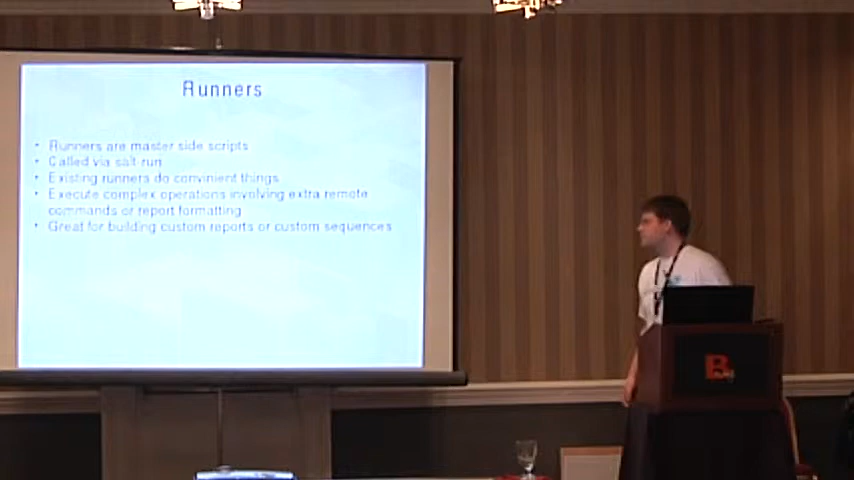 Runners
• Runners are master side scripts
• Called via salt-run
• Existing runners do convinient things
• Execute complex operations involving extra remote
commands or report formatting
• Great for building custom reports or custom sequences